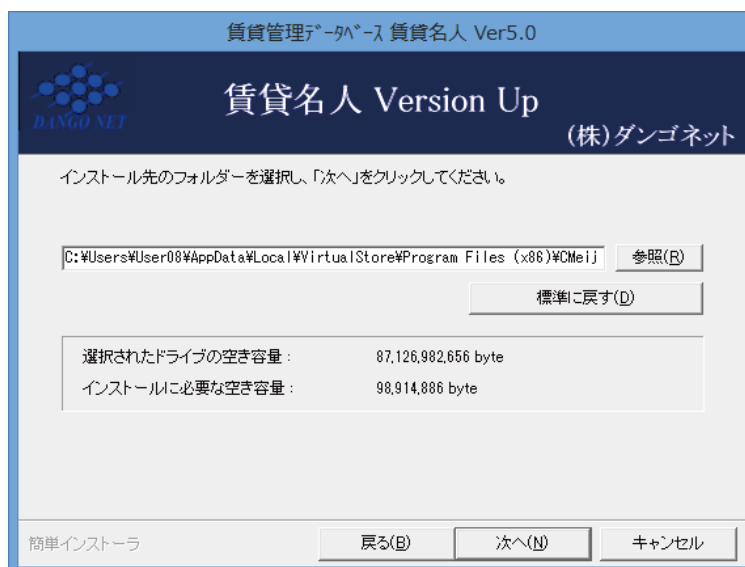 賃貸管理ﾃﾞｰﾀﾍﾞｰｽ 賃貸名人 Ver5.0
DANGO NET
賃貸名人 Version Up
(株)ダンゴネット
インストール先のフォルダーを選択し、「次へ」をクリックしてください。
C:¥Users¥User08¥AppData¥Local¥VirtualStore¥Program Files (x86)¥CMeij
参照(R)
標準に戻す(D)
選択されたドライブの空き容量： 87,126,982,656 byte
インストールに必要な空き容量： 98,914,886 byte
簡単インストーラ
戻る(B) 次へ(N) キャンセル